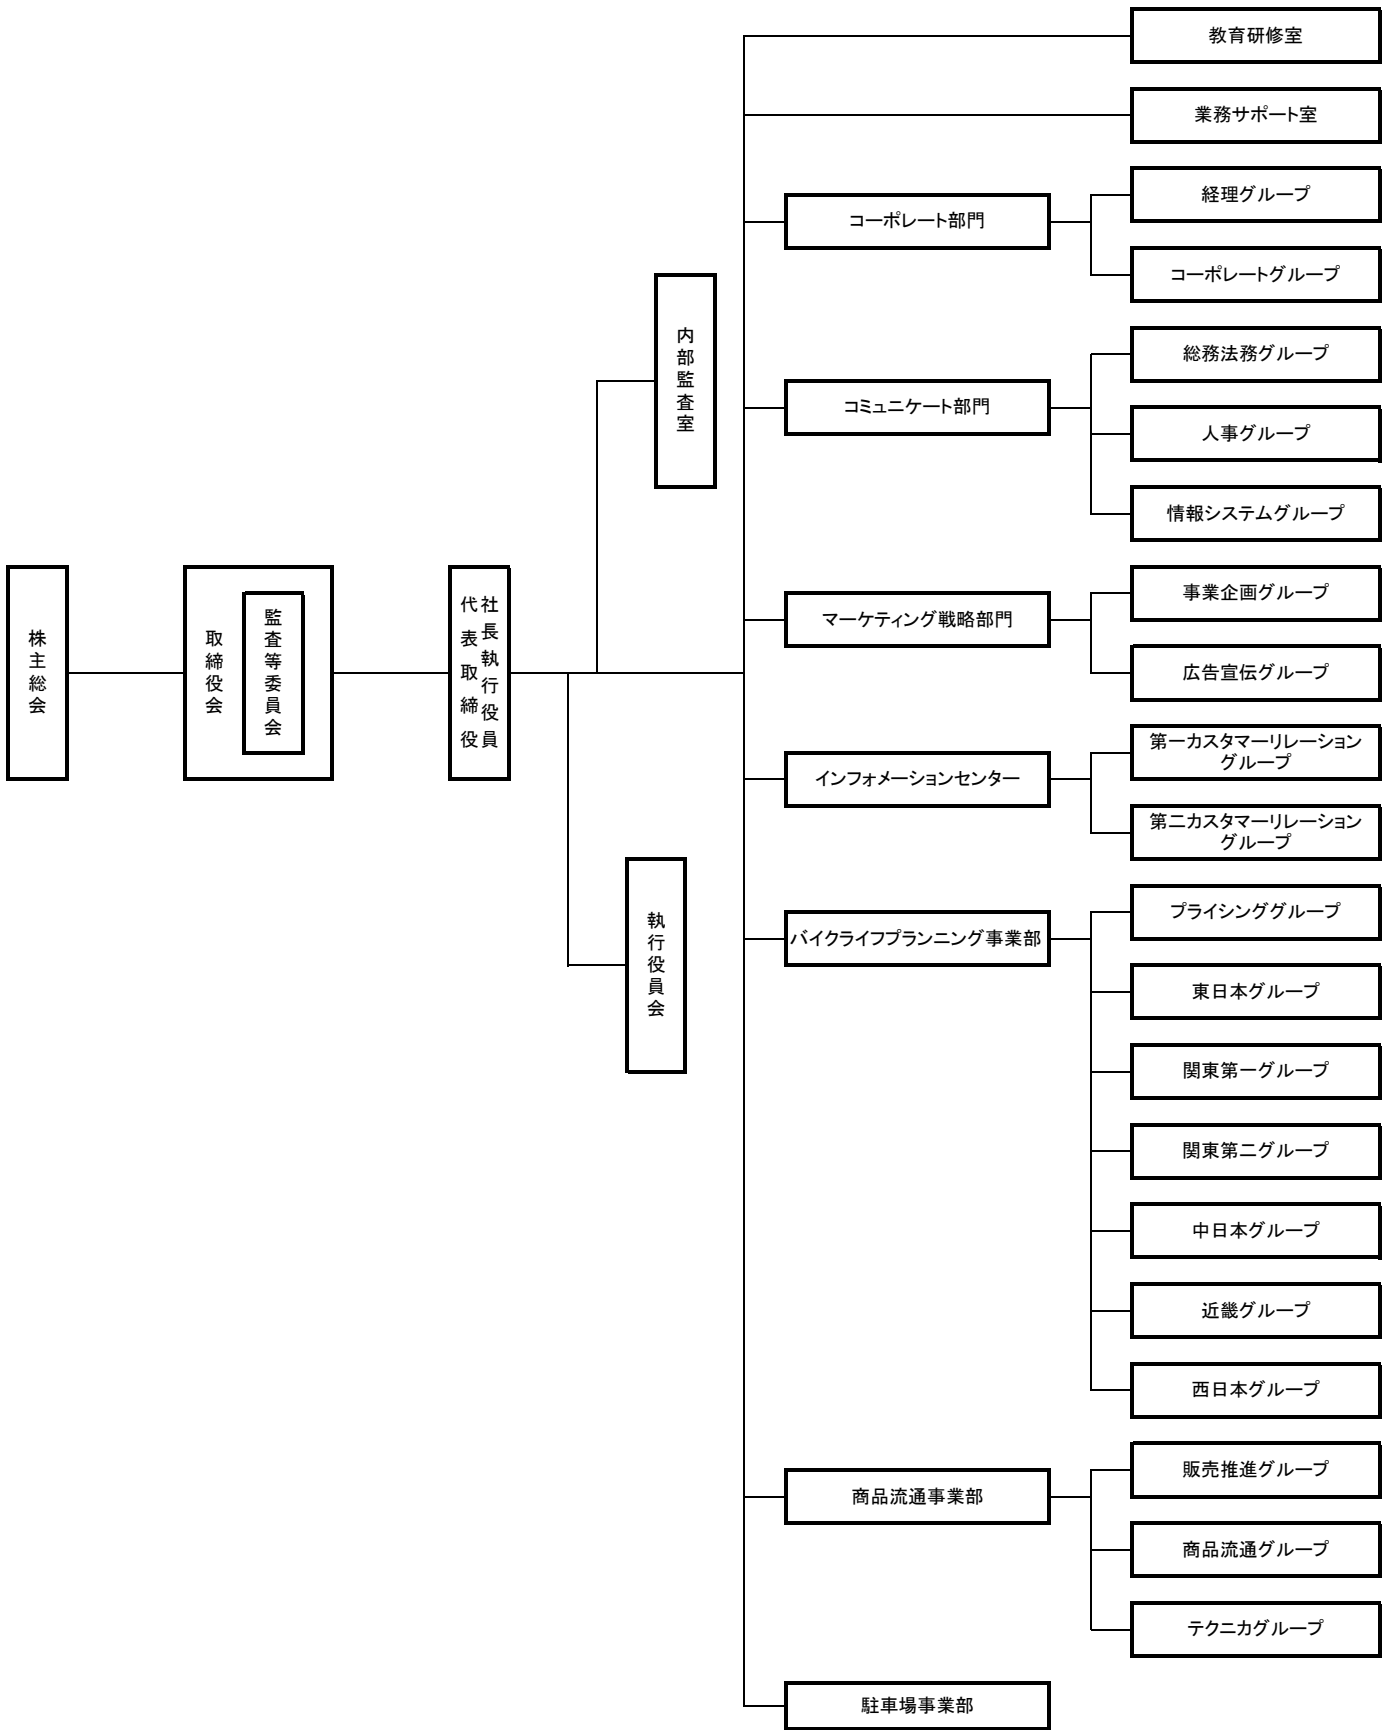 株主総会
取締役会
監査等委員会
代表取締役
社長執行役員
内部監査室
執行役員会
教育研修室
業務サポート室
コーポレート部門
経理グループ
コーポレートグループ
コミュニケート部門
総務法務グループ
人事グループ
情報システムグループ
マーケティング戦略部門
事業企画グループ
広告宣伝グループ
インフォメーションセンター
第一カスタマーリレーション
グループ
第二カスタマーリレーション
グループ
バイクライフプランニング事業部
プライシンググループ
東日本グループ
関東第一グループ
関東第二グループ
中日本グループ
近畿グループ
西日本グループ
商品流通事業部
販売推進グループ
商品流通グループ
テクニカグループ
駐車場事業部